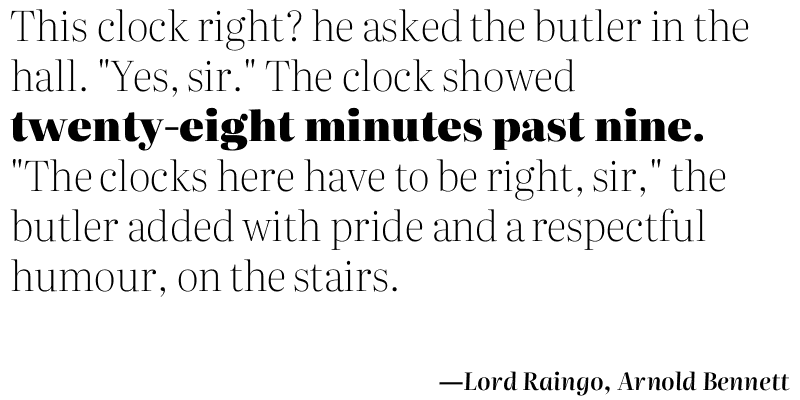 This clock right? he asked the butler in the
hall. "Yes, sir." The clock showed
twenty-eight minutes past nine.
"The clocks here have to be right, sir," the
butler added with pride and a respectful
humour, on the stairs.
—Lord Raingo, Arnold Bennett